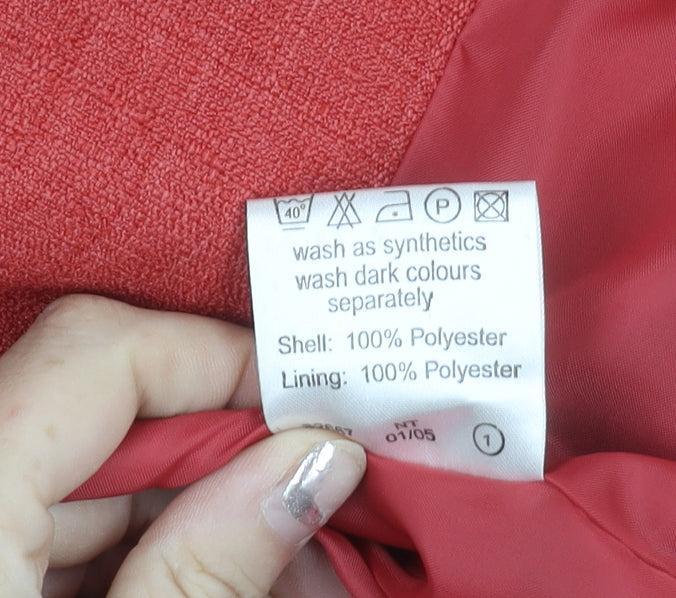 40° P
wash as synthetics
wash dark colours
separately
Shell: 100% Polyester
Lining: 100% Polyester
NT
01/05 1